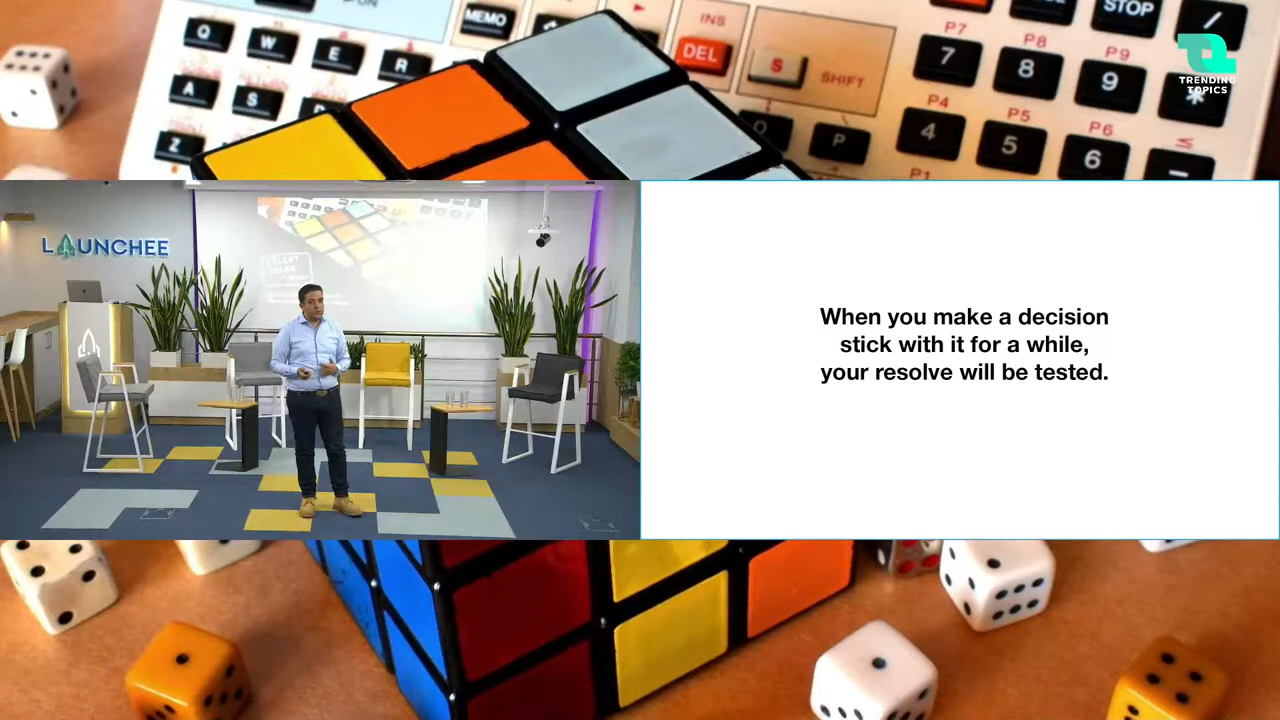 MEMO
INS
DEL
S
SHIFT
STOP
/
P7
P8
P9
7
8
9
*
P4
P5
P6
4
5
6
P1
Q
W
E
R
A
S
Z
P
TRENDING
TOPICS
LAUNCHEE
When you make a decision
stick with it for a while,
your resolve will be tested.